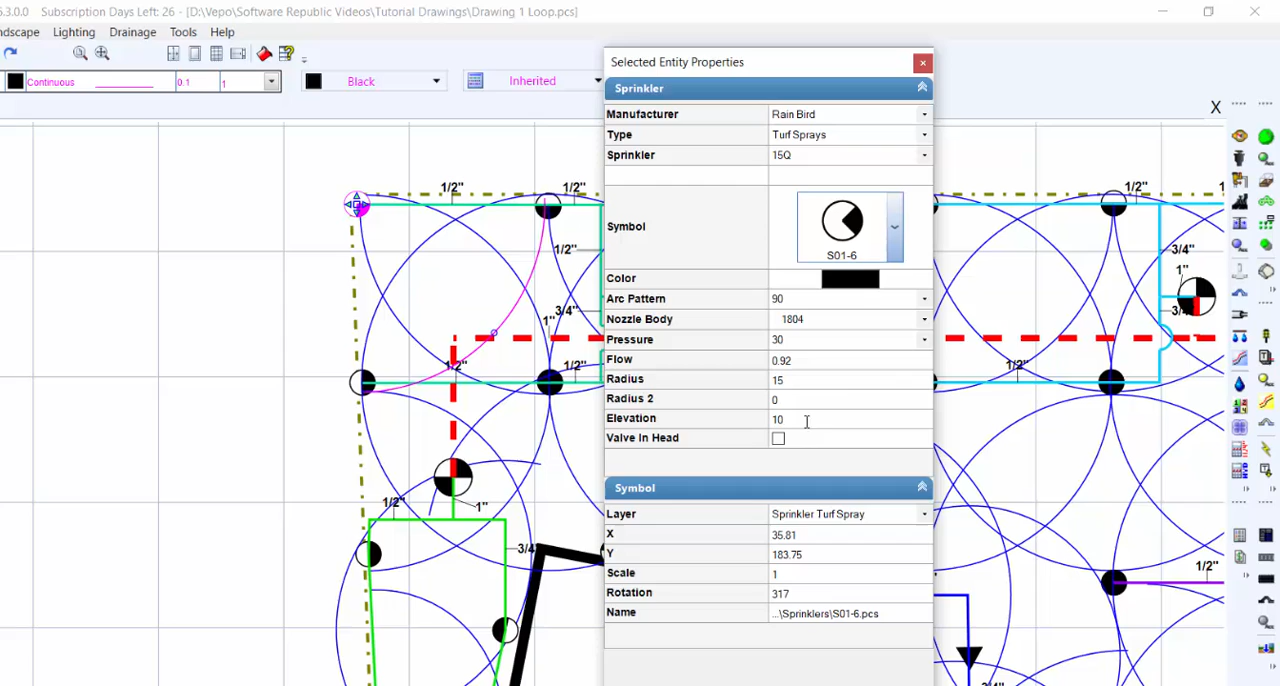 5.3.0.0 Subscription Days Left: 26 - [D:\Vepo\Software Republic Videos\Tutorial Drawings\Drawing 1 Loop.pcs]
ndscape Lighting Drainage Tools Help
Continuous 0.1 1 Black Inherited
Selected Entity Properties
Sprinkler
Manufacturer Rain Bird
Type Turf Sprays
Sprinkler 15Q
Symbol S01-6
Color
Arc Pattern 90
Nozzle Body 1804
Pressure 30
Flow 0.92
Radius 15
Radius 2 0
Elevation 10
Valve In Head
Symbol
Layer Sprinkler Turf Spray
X 35.81
Y 183.75
Scale 1
Rotation 317
Name ...\Sprinklers\S01-6.pcs
X
1/2" 1/2" 1/2" 1
1/2" 3/4"
1"
3/4" 3/4
1"
1/2" 1/2" 1/2"
1/2" 1"
3/4"
1/2"
3/4"